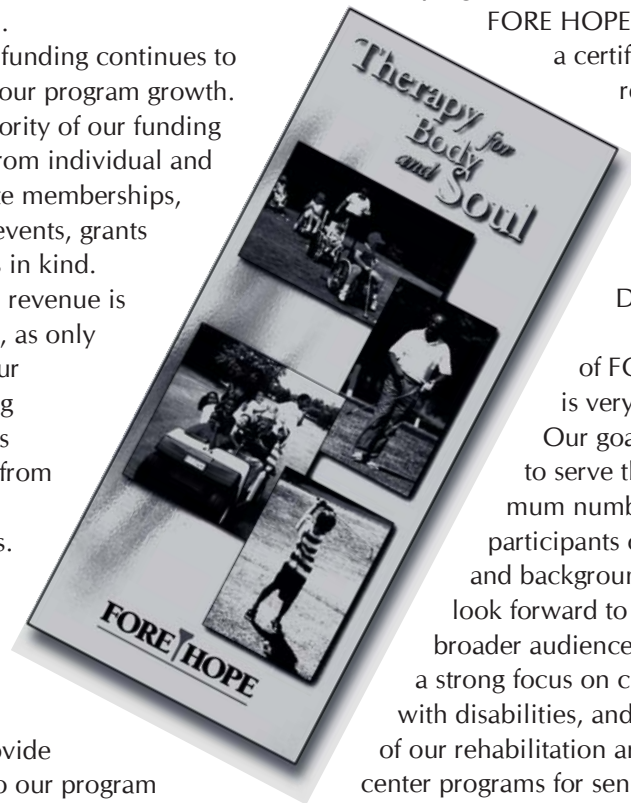 funding continues to
our program growth.
ority of our funding
rom individual and
e memberships,
events, grants
in kind.
revenue is
, as only
ur
g
s
from
s.
ovide
o our program
Therapy for
Body
and Soul
FORE HOPE
FORE HOPE
a certif
r
D
of FO
is very
Our goa
to serve th
mum numb
participants o
and backgroun
look forward to
broader audience
a strong focus on c
with disabilities, and
of our rehabilitation an
center programs for sen